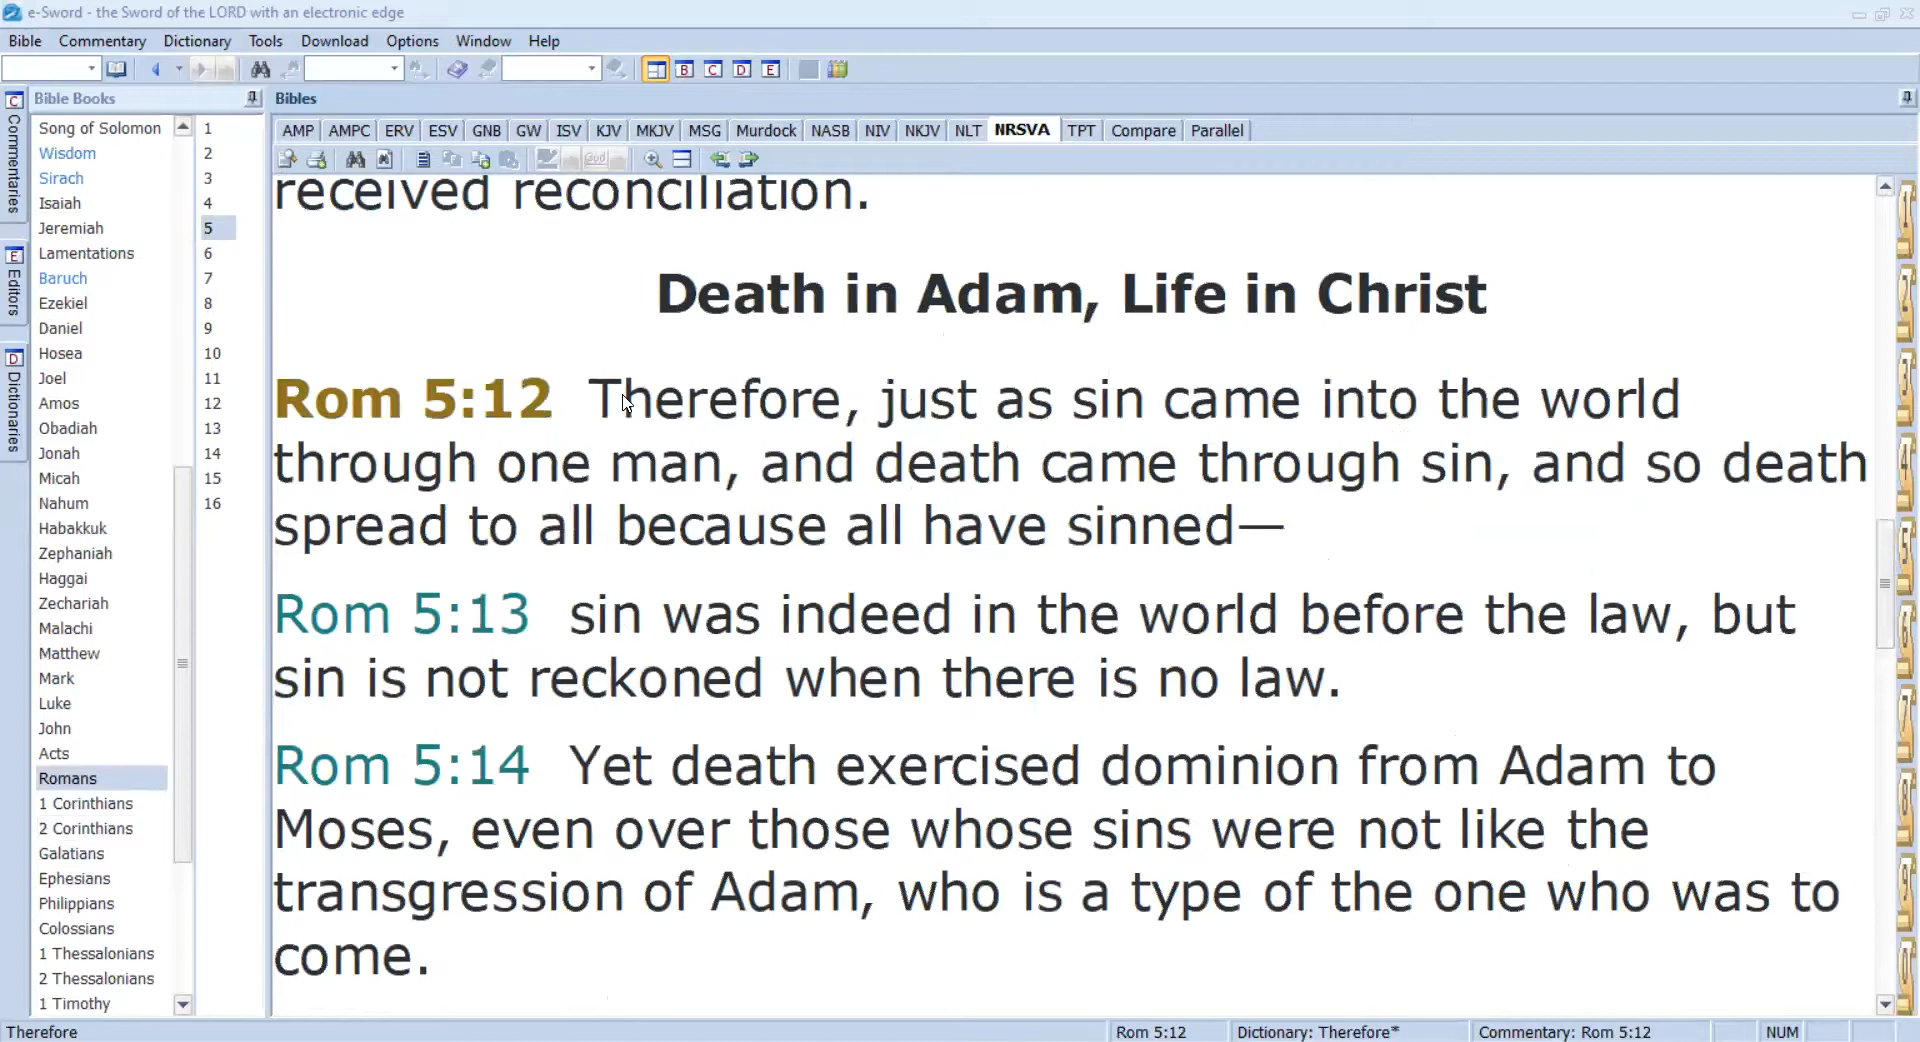 e-Sword - the Sword of the LORD with an electronic edge
Bible Commentary Dictionary Tools Download Options Window Help
B C D E
Bible Books
Bibles
C Commentaries
E Editors
D Dictionaries
Song of Solomon
Wisdom
Sirach
Isaiah
Jeremiah
Lamentations
Baruch
Ezekiel
Daniel
Hosea
Joel
Amos
Obadiah
Jonah
Micah
Nahum
Habakkuk
Zephaniah
Haggai
Zechariah
Malachi
Matthew
Mark
Luke
John
Acts
Romans
1 Corinthians
2 Corinthians
Galatians
Ephesians
Philippians
Colossians
1 Thessalonians
2 Thessalonians
1 Timothy
1
2
3
4
5
6
7
8
9
10
11
12
13
14
15
16
AMP AMPC ERV ESV GNB GW ISV KJV MKJV MSG Murdock NASB NIV NKJV NLT NRSVA TPT Compare Parallel
God
received reconciliation.
Death in Adam, Life in Christ
Rom 5:12 Therefore, just as sin came into the world
through one man, and death came through sin, and so death
spread to all because all have sinned—
Rom 5:13 sin was indeed in the world before the law, but
sin is not reckoned when there is no law.
Rom 5:14 Yet death exercised dominion from Adam to
Moses, even over those whose sins were not like the
transgression of Adam, who is a type of the one who was to
come.
Therefore
Rom 5:12
Dictionary: Therefore*
Commentary: Rom 5:12
NUM